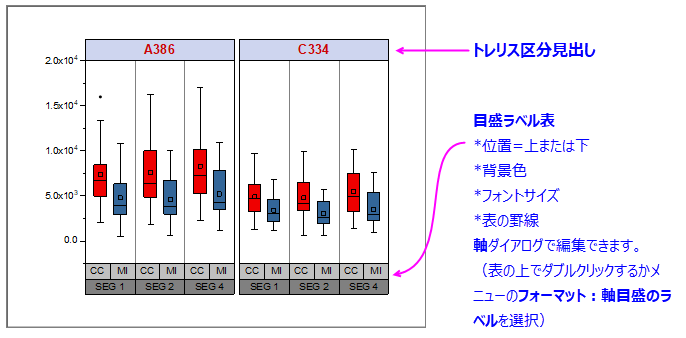 A386 C334
トレリス区分見出し
2.0x10⁴
1.5x10⁴
1.0x10⁴
5.0x10³
0.0
CC MI CC MI CC MI CC MI CC MI CC MI
SEG 1 SEG 2 SEG 4 SEG 1 SEG 2 SEG 4
目盛ラベル表
*位置=上または下
*背景色
*フォントサイズ
*表の罫線
軸ダイアログで編集できます。
（表の上でダブルクリックするかメ
ニューのフォーマット：軸目盛のラ
ベルを選択）